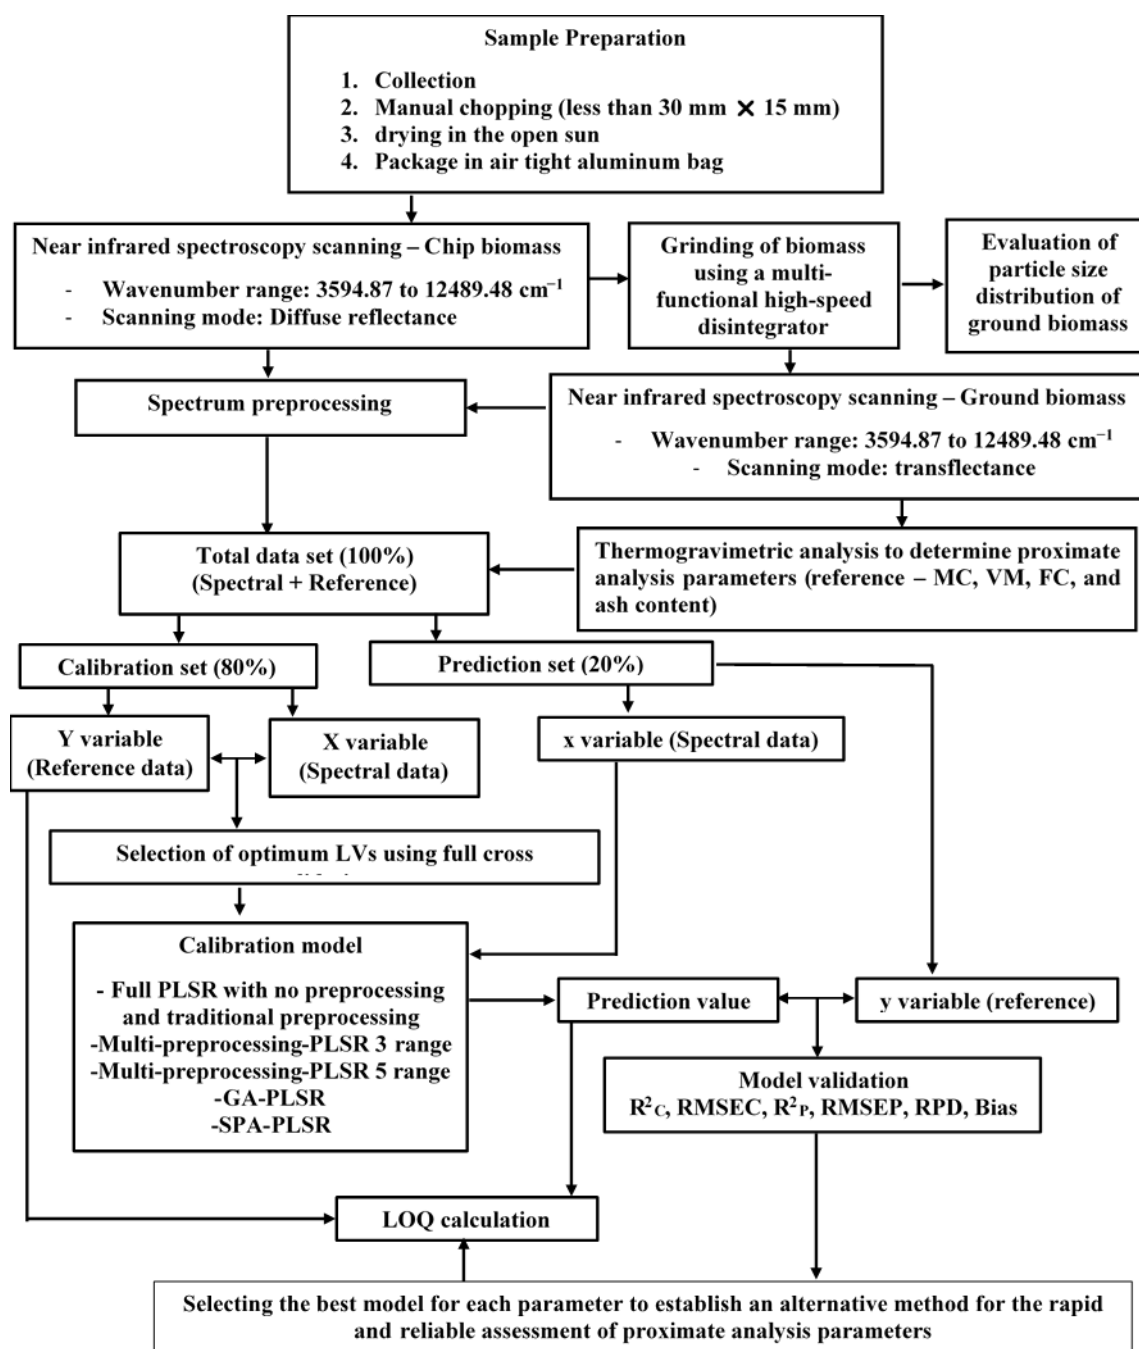 Sample Preparation
1. Collection
2. Manual chopping (less than 30 mm ✕ 15 mm)
3. drying in the open sun
4. Package in air tight aluminum bag
Near infrared spectroscopy scanning – Chip biomass
- Wavenumber range: 3594.87 to 12489.48 cm⁻¹
- Scanning mode: Diffuse reflectance
Grinding of biomass
using a multi-
functional high-speed
disintegrator
Evaluation of
particle size
distribution of
ground biomass
Spectrum preprocessing
Near infrared spectroscopy scanning – Ground biomass
- Wavenumber range: 3594.87 to 12489.48 cm⁻¹
- Scanning mode: transflectance
Total data set (100%)
(Spectral + Reference)
Thermogravimetric analysis to determine proximate
analysis parameters (reference – MC, VM, FC, and
ash content)
Calibration set (80%)
Prediction set (20%)
Y variable
(Reference data)
X variable
(Spectral data)
x variable (Spectral data)
Selection of optimum LVs using full cross
Calibration model
- Full PLSR with no preprocessing
and traditional preprocessing
-Multi-preprocessing-PLSR 3 range
-Multi-preprocessing-PLSR 5 range
-GA-PLSR
-SPA-PLSR
Prediction value
y variable (reference)
Model validation
R²C, RMSEC, R²P, RMSEP, RPD, Bias
LOQ calculation
Selecting the best model for each parameter to establish an alternative method for the rapid
and reliable assessment of proximate analysis parameters